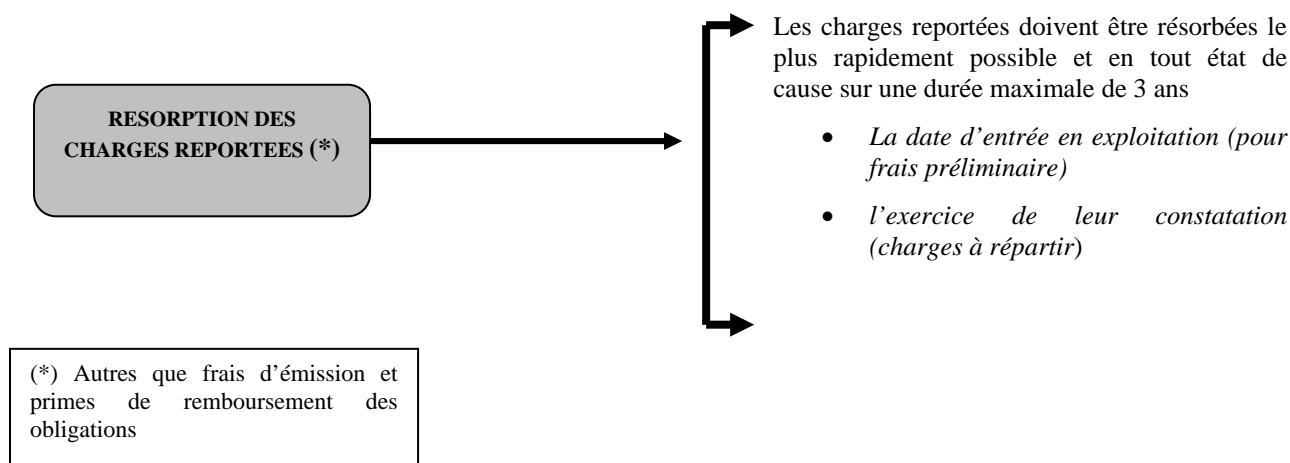 RESORPTION DES
CHARGES REPORTEES (*)
Les charges reportées doivent être résorbées le
plus rapidement possible et en tout état de
cause sur une durée maximale de 3 ans
• La date d’entrée en exploitation (pour
frais préliminaire)
• l’exercice de leur constatation
(charges à répartir)
(*) Autres que frais d’émission et
primes de remboursement des
obligations